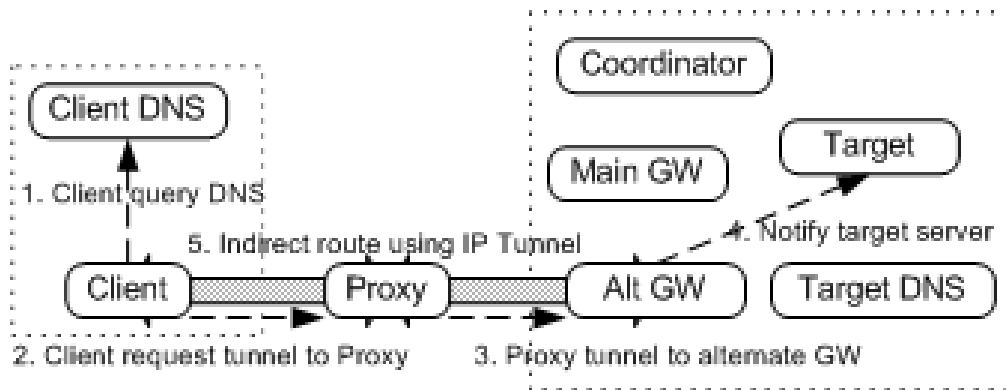 Coordinator
Client DNS
Target
Main GW
1. Client query DNS
4. Notify target server
5. Indirect route using IP Tunnel
Client
Proxy
Alt GW
Target DNS
2. Client request tunnel to Proxy
3. Proxy tunnel to alternate GW